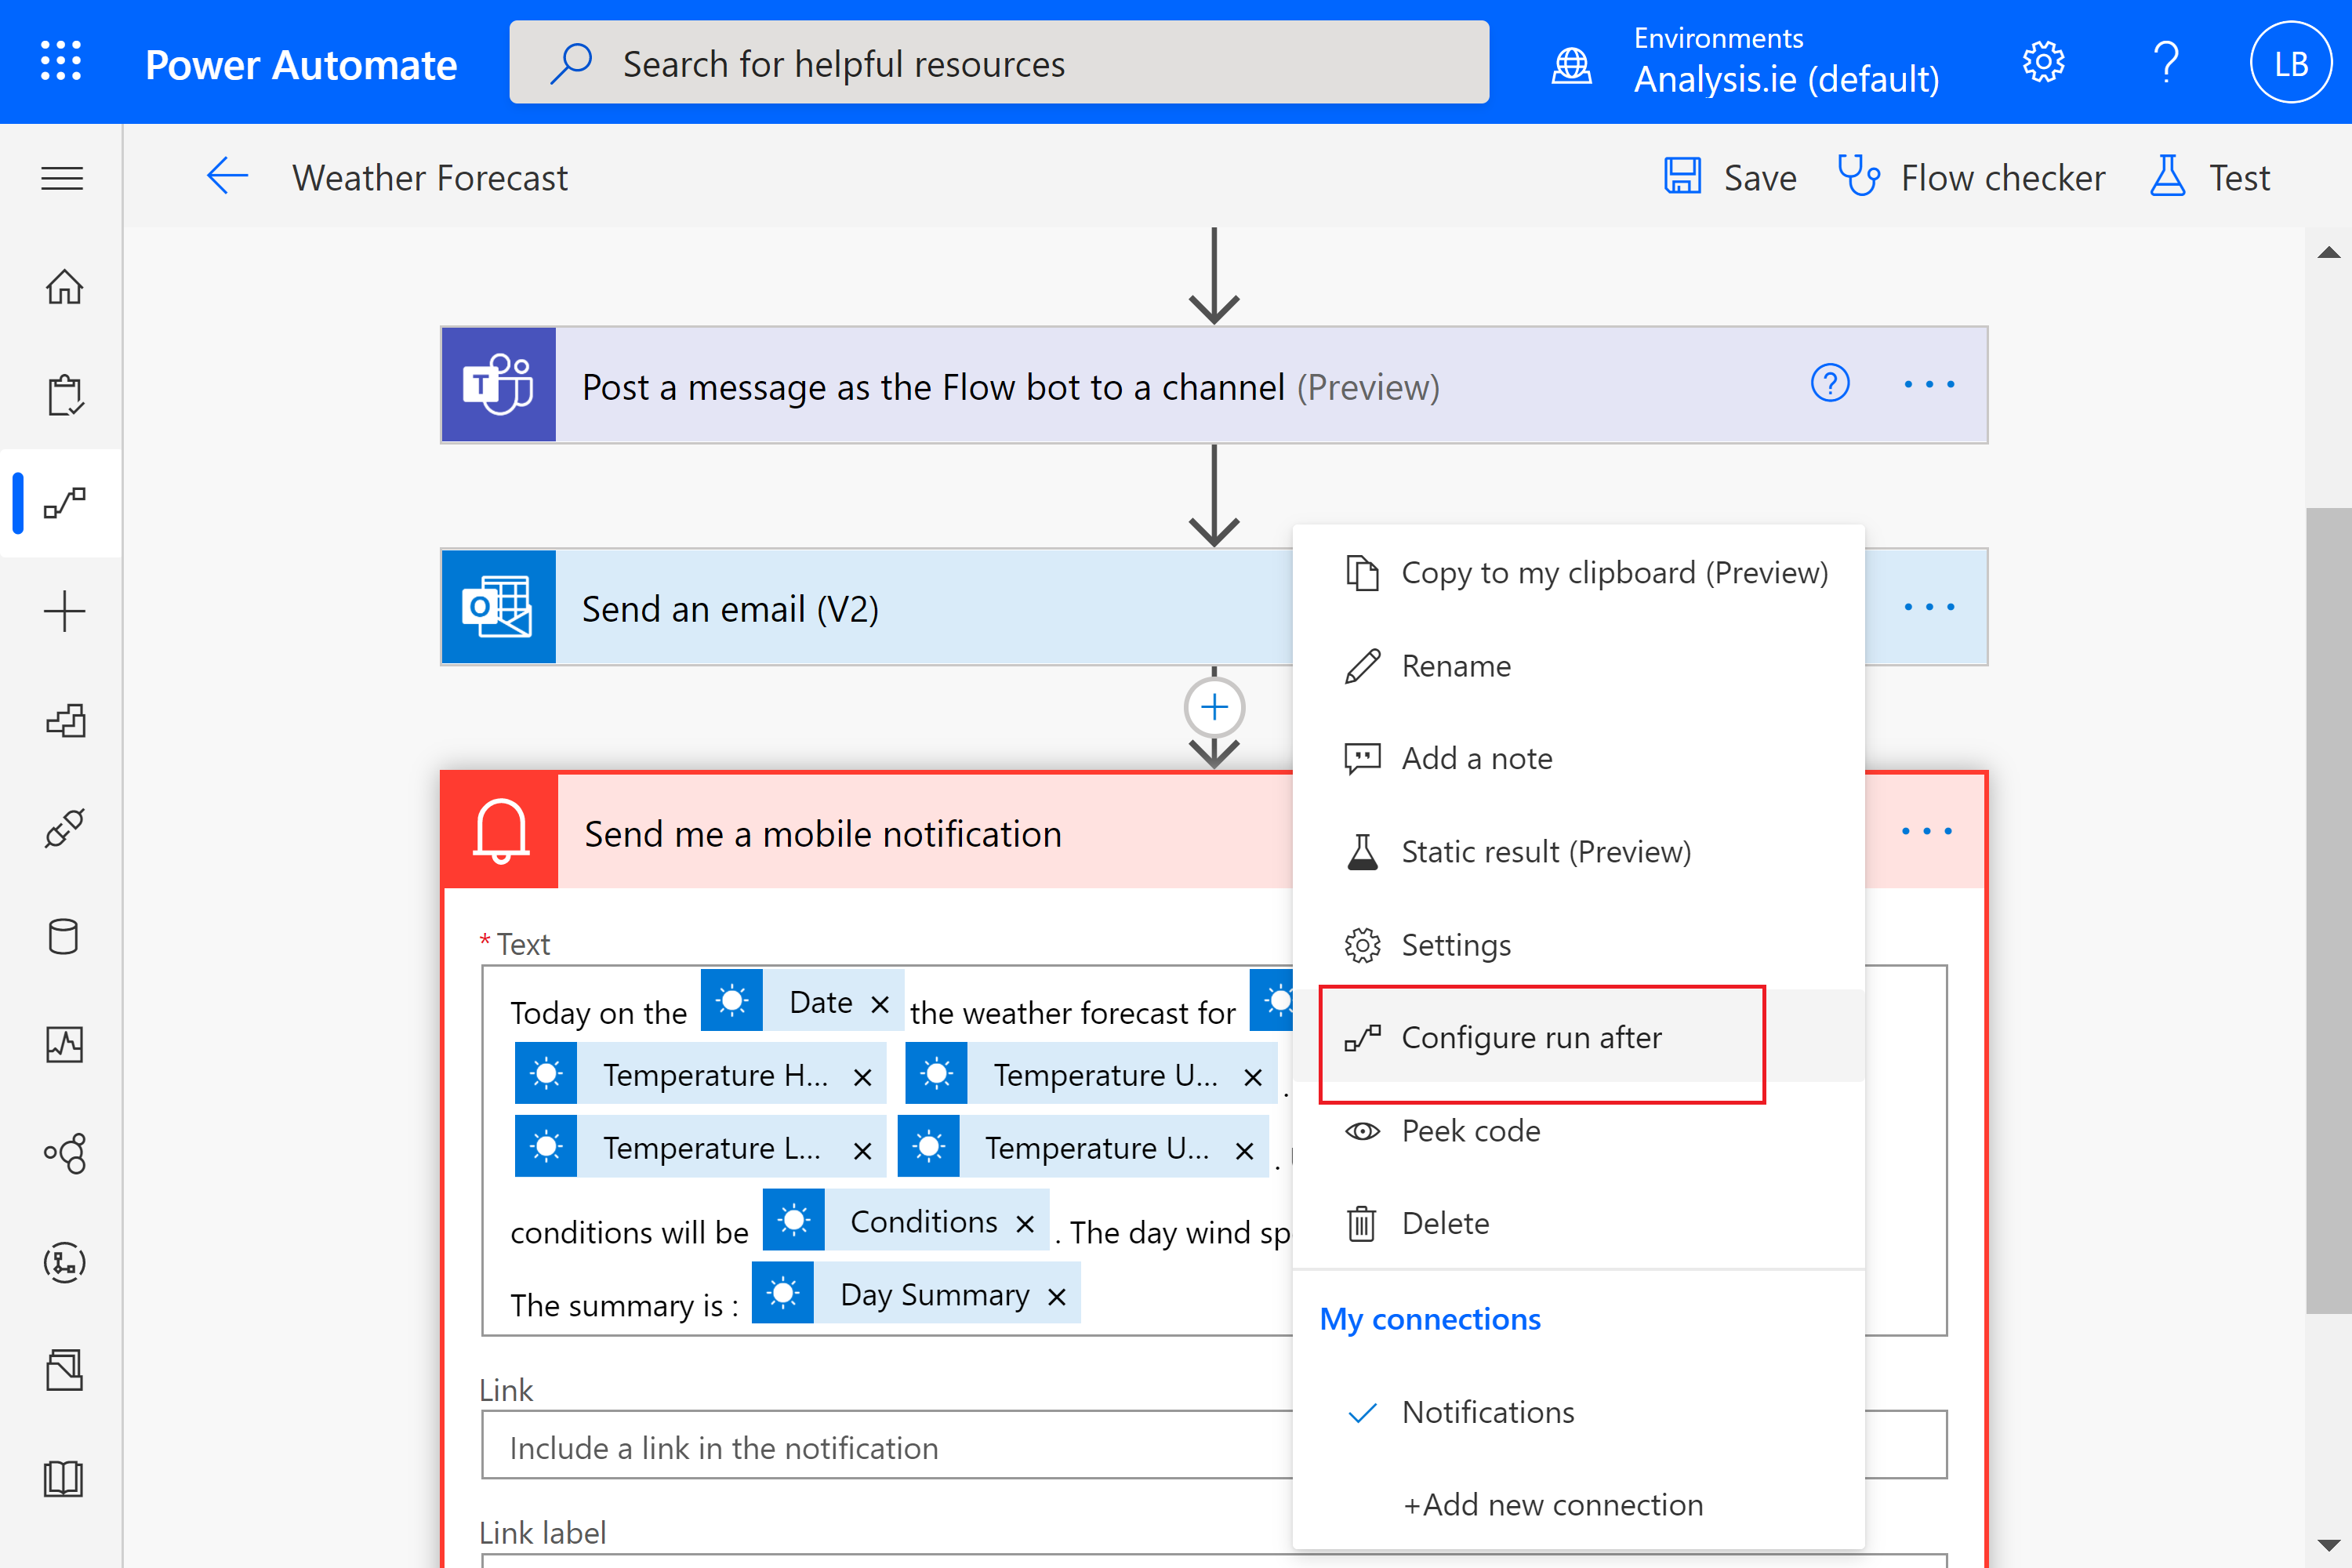 Power Automate
Search for helpful resources
Environments
Analysis.ie (default)
LB
Weather Forecast
Save
Flow checker
Test
T
Post a message as the Flow bot to a channel (Preview)
O
Send an email (V2)
Copy to my clipboard (Preview)
Rename
Add a note
Static result (Preview)
Settings
Configure run after
Peek code
Delete
My connections
Notifications
+Add new connection
Send me a mobile notification
* Text
Today on the Date × the weather forecast for
Temperature H... × Temperature U... × .
Temperature L... × Temperature U... × .
conditions will be Conditions × . The day wind sp
The summary is : Day Summary ×
Link
Include a link in the notification
Link label